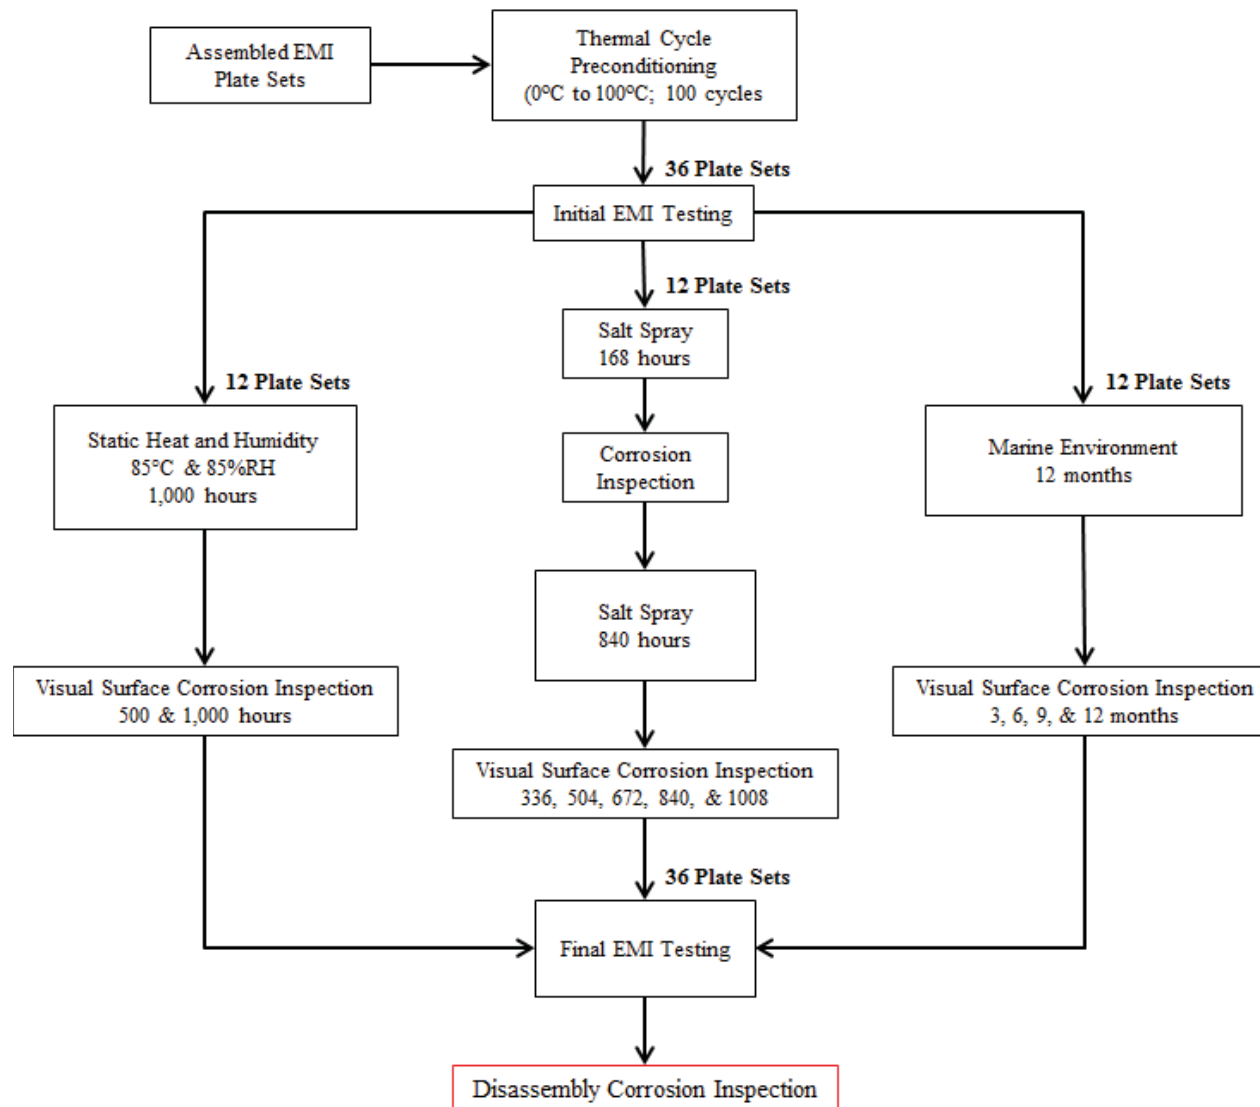 Assembled EMI
Plate Sets
Thermal Cycle
Preconditioning
(0°C to 100°C; 100 cycles
36 Plate Sets
Initial EMI Testing
12 Plate Sets
Salt Spray
168 hours
12 Plate Sets
12 Plate Sets
Static Heat and Humidity
85°C & 85%RH
1,000 hours
Corrosion
Inspection
Marine Environment
12 months
Salt Spray
840 hours
Visual Surface Corrosion Inspection
500 & 1,000 hours
Visual Surface Corrosion Inspection
3, 6, 9, & 12 months
Visual Surface Corrosion Inspection
336, 504, 672, 840, & 1008
36 Plate Sets
Final EMI Testing
Disassembly Corrosion Inspection